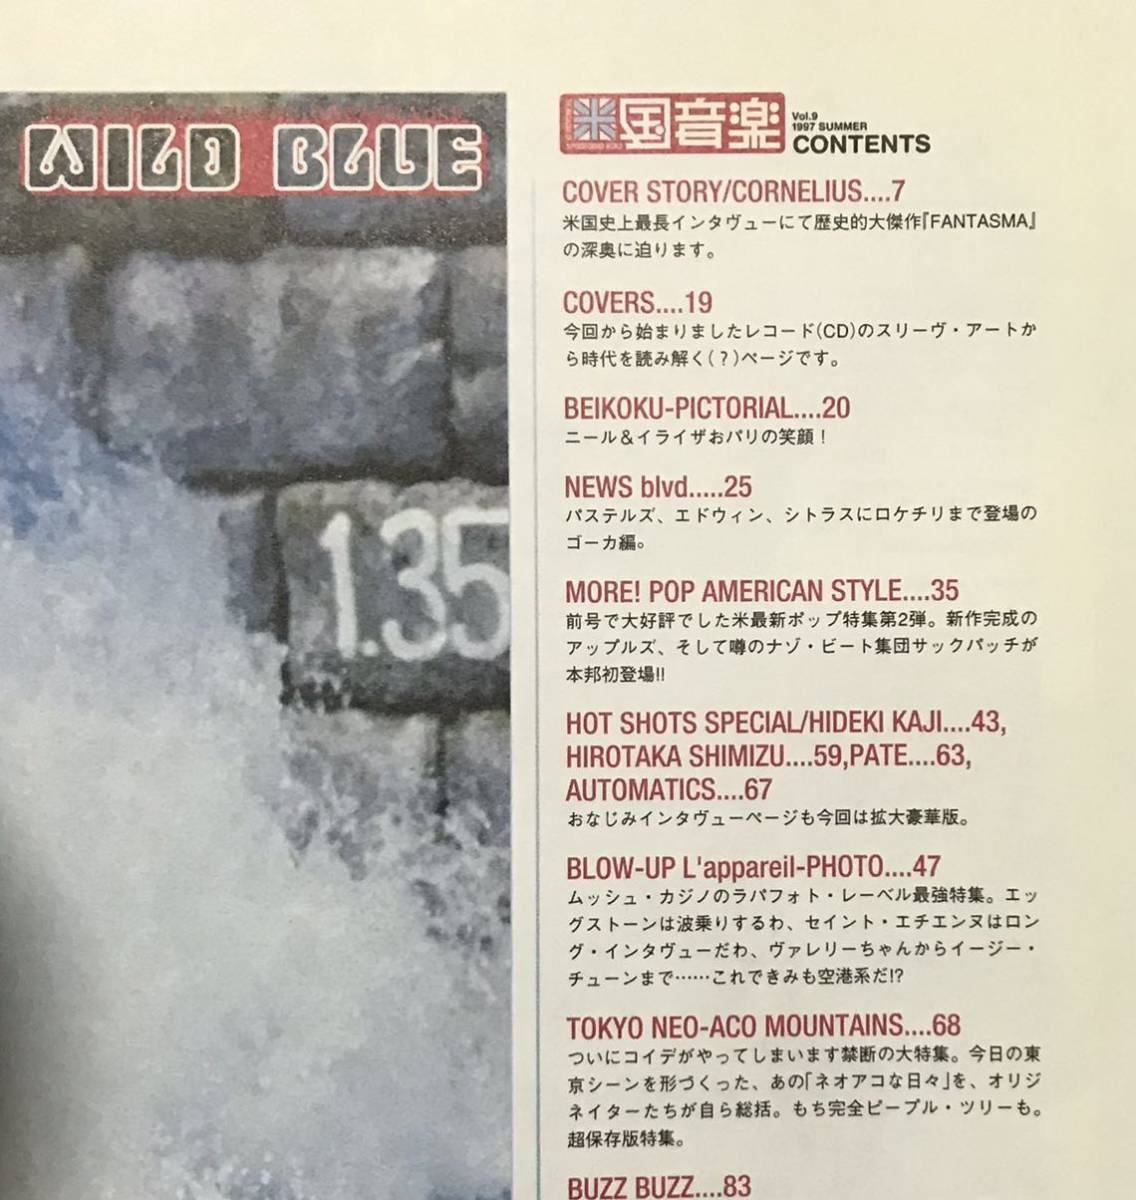 WILD BLUE
1.35
米国音楽
Vol.9
1997 SUMMER
CONTENTS
COVER STORY/CORNELIUS....7
米国史上最長インタヴューにて歴史的大傑作『FANTASMA』
の深奥に迫ります。
COVERS....19
今回から始まりましたレコード(CD)のスリーヴ・アートか
ら時代を読み解く(？)ページです。
BEIKOKU-PICTORIAL....20
ニール＆イライザおパリの笑顔！
NEWS blvd.....25
パステルズ、エドウィン、シトラスにロケチリまで登場の
ゴーカ編。
MORE! POP AMERICAN STYLE....35
前号で大好評でした米最新ポップ特集第2弾。新作完成の
アップルズ、そして噂のナゾ・ビート集団サックパッチが
本邦初登場!!
HOT SHOTS SPECIAL/HIDEKI KAJI....43,
HIROTAKA SHIMIZU....59,PATE....63,
AUTOMATICS....67
おなじみインタヴューページも今回は拡大豪華版。
BLOW-UP L'appareil-PHOTO....47
ムッシュ・カジノのラパフォト・レーベル最強特集。エッ
グストーンは波乗りするわ、セイント・エチエンヌはロン
グ・インタヴューだわ、ヴァレリーちゃんからイージー・
チューンまで……これできみも空港系だ!?
TOKYO NEO-ACO MOUNTAINS....68
ついにコイデがやってしまいます禁断の大特集。今日の東
京シーンを形づくった、あの「ネオアコな日々」を、オリジ
ネイターたちが自ら総括。もち完全ピープル・ツリーも。
超保存版特集。
BUZZ BUZZ....83